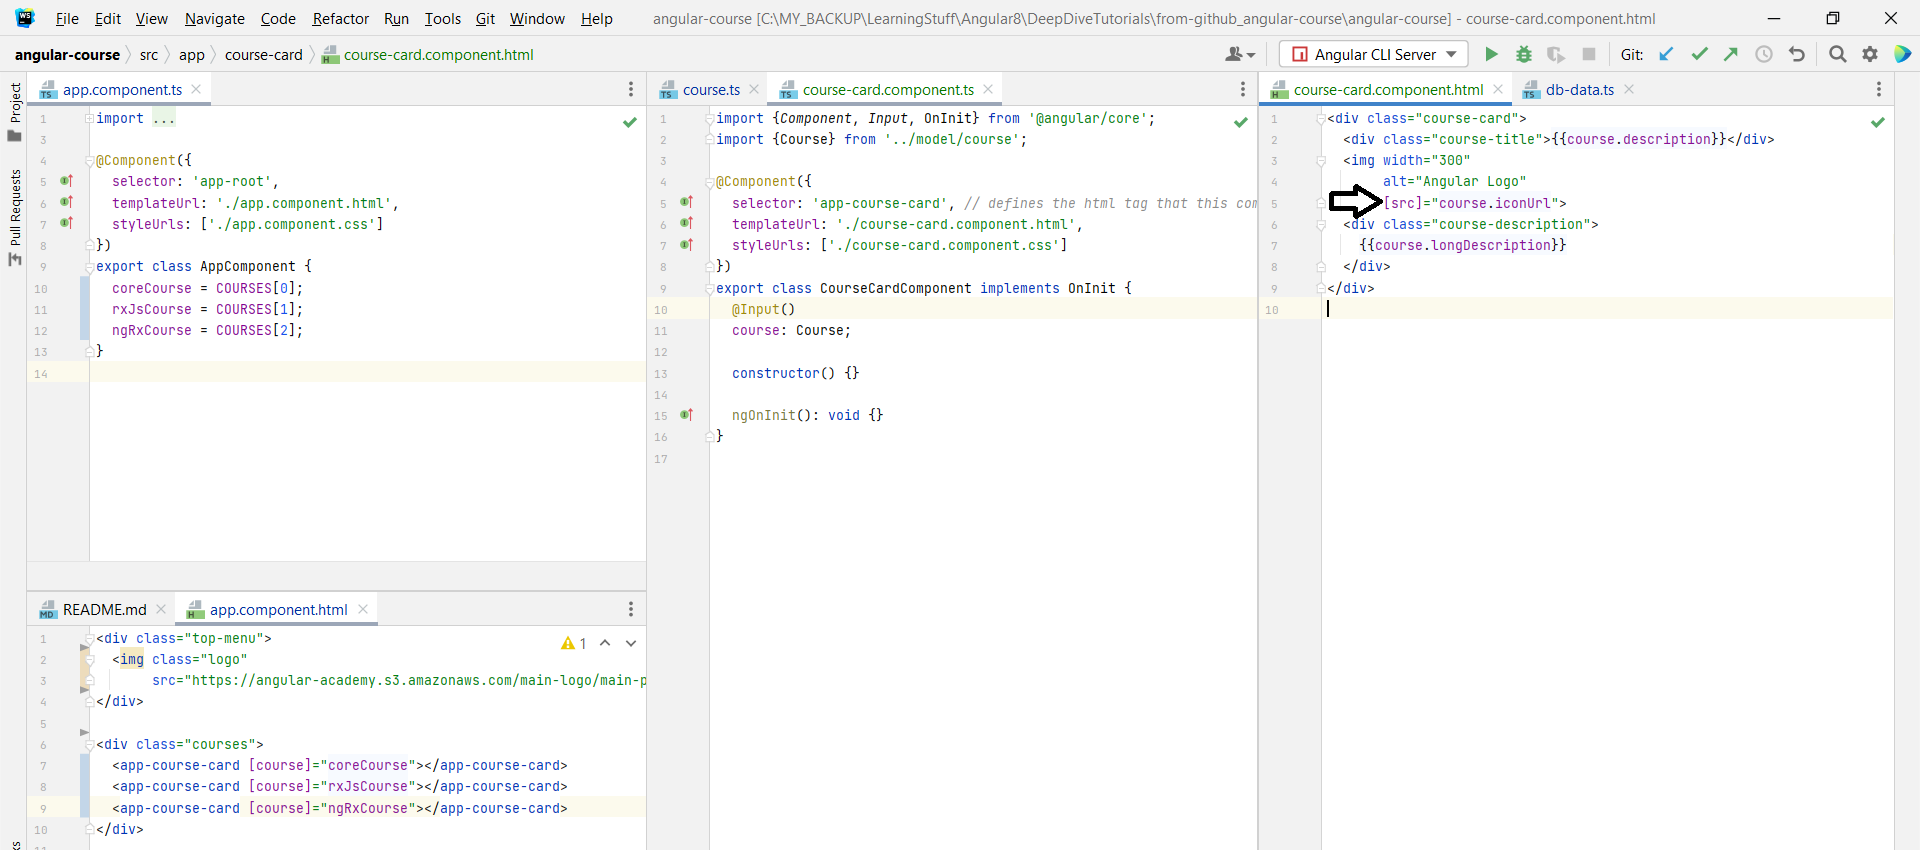 WS File Edit View Navigate Code Refactor Run Tools Git Window Help angular-course [C:\MY_BACKUP\LearningStuff\Angular8\DeepDiveTutorials\from-github_angular-course\angular-course] - course-card.component.html
angular-course src app course-card course-card.component.html
Angular CLI Server Git:
Project
Pull Requests
app.component.ts
1 import ...
3
4 @Component({
5 selector: 'app-root',
6 templateUrl: './app.component.html',
7 styleUrls: ['./app.component.css']
8 })
9 export class AppComponent {
10 coreCourse = COURSES[0];
11 rxJsCourse = COURSES[1];
12 ngRxCourse = COURSES[2];
13 }
14
README.md app.component.html
1
1 <div class="top-menu">
2 <img class="logo"
3 src="https://angular-academy.s3.amazonaws.com/main-logo/main-p
4 </div>
5
6 <div class="courses">
7 <app-course-card [course]="coreCourse"></app-course-card>
8 <app-course-card [course]="rxJsCourse"></app-course-card>
9 <app-course-card [course]="ngRxCourse"></app-course-card>
10 </div>
course.ts course-card.component.ts
1 import {Component, Input, OnInit} from '@angular/core';
2 import {Course} from '../model/course';
3
4 @Component({
5 selector: 'app-course-card', // defines the html tag that this com
6 templateUrl: './course-card.component.html',
7 styleUrls: ['./course-card.component.css']
8 })
9 export class CourseCardComponent implements OnInit {
10 @Input()
11 course: Course;
12
13 constructor() {}
14
15 ngOnInit(): void {}
16 }
17
course-card.component.html db-data.ts
1 <div class="course-card">
2 <div class="course-title">{{course.description}}</div>
3 <img width="300"
4 alt="Angular Logo"
5 [src]="course.iconUrl">
6 <div class="course-description">
7 {{course.longDescription}}
8 </div>
9 </div>
10